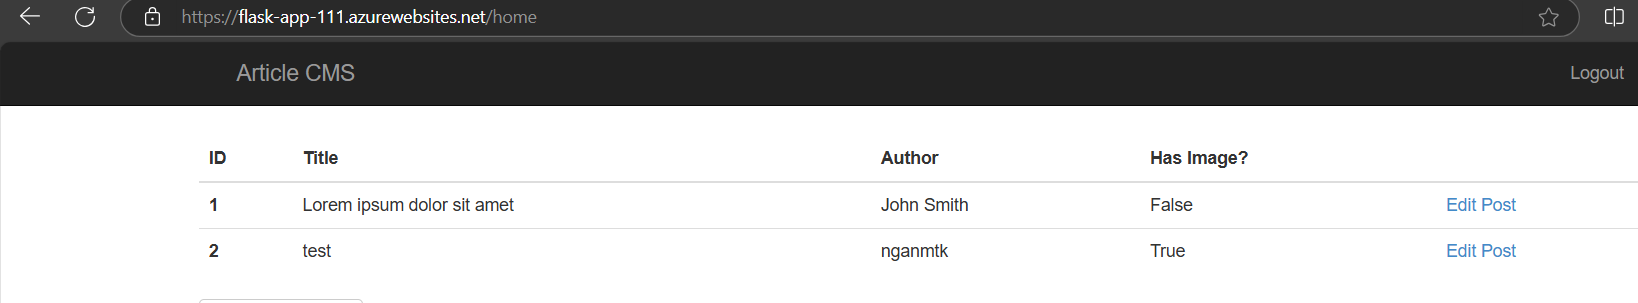 https://flask-app-111.azurewebsites.net/home
Article CMS Logout
ID Title Author Has Image?
1 Lorem ipsum dolor sit amet John Smith False Edit Post
2 test nganmtk True Edit Post